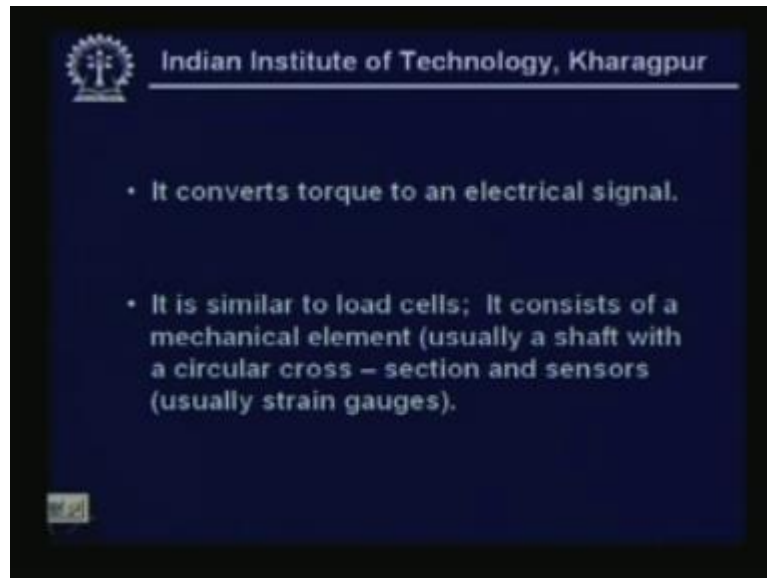 Indian Institute of Technology, Kharagpur
• It converts torque to an electrical signal.
• It is similar to load cells; It consists of a
mechanical element (usually a shaft with
a circular cross – section and sensors
(usually strain gauges).